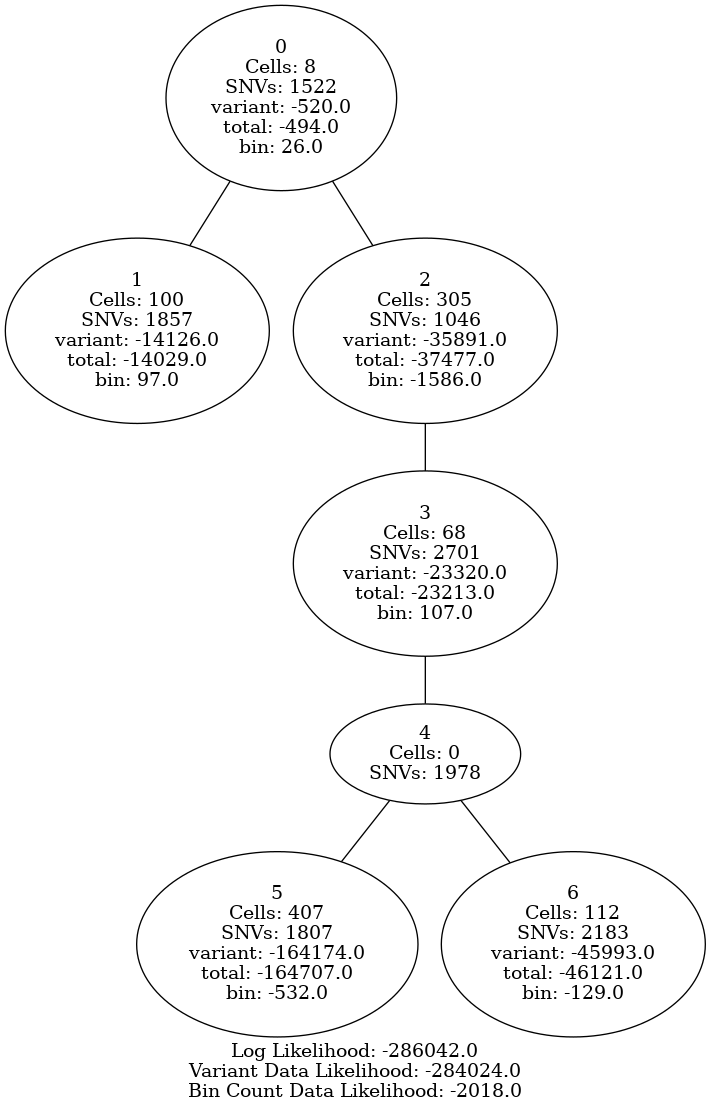 0
Cells: 8
SNVs: 1522
variant: -520.0
total: -494.0
bin: 26.0
1
Cells: 100
SNVs: 1857
variant: -14126.0
total: -14029.0
bin: 97.0
2
Cells: 305
SNVs: 1046
variant: -35891.0
total: -37477.0
bin: -1586.0
3
Cells: 68
SNVs: 2701
variant: -23320.0
total: -23213.0
bin: 107.0
4
Cells: 0
SNVs: 1978
5
Cells: 407
SNVs: 1807
variant: -164174.0
total: -164707.0
bin: -532.0
6
Cells: 112
SNVs: 2183
variant: -45993.0
total: -46121.0
bin: -129.0
Log Likelihood: -286042.0
Variant Data Likelihood: -284024.0
Bin Count Data Likelihood: -2018.0